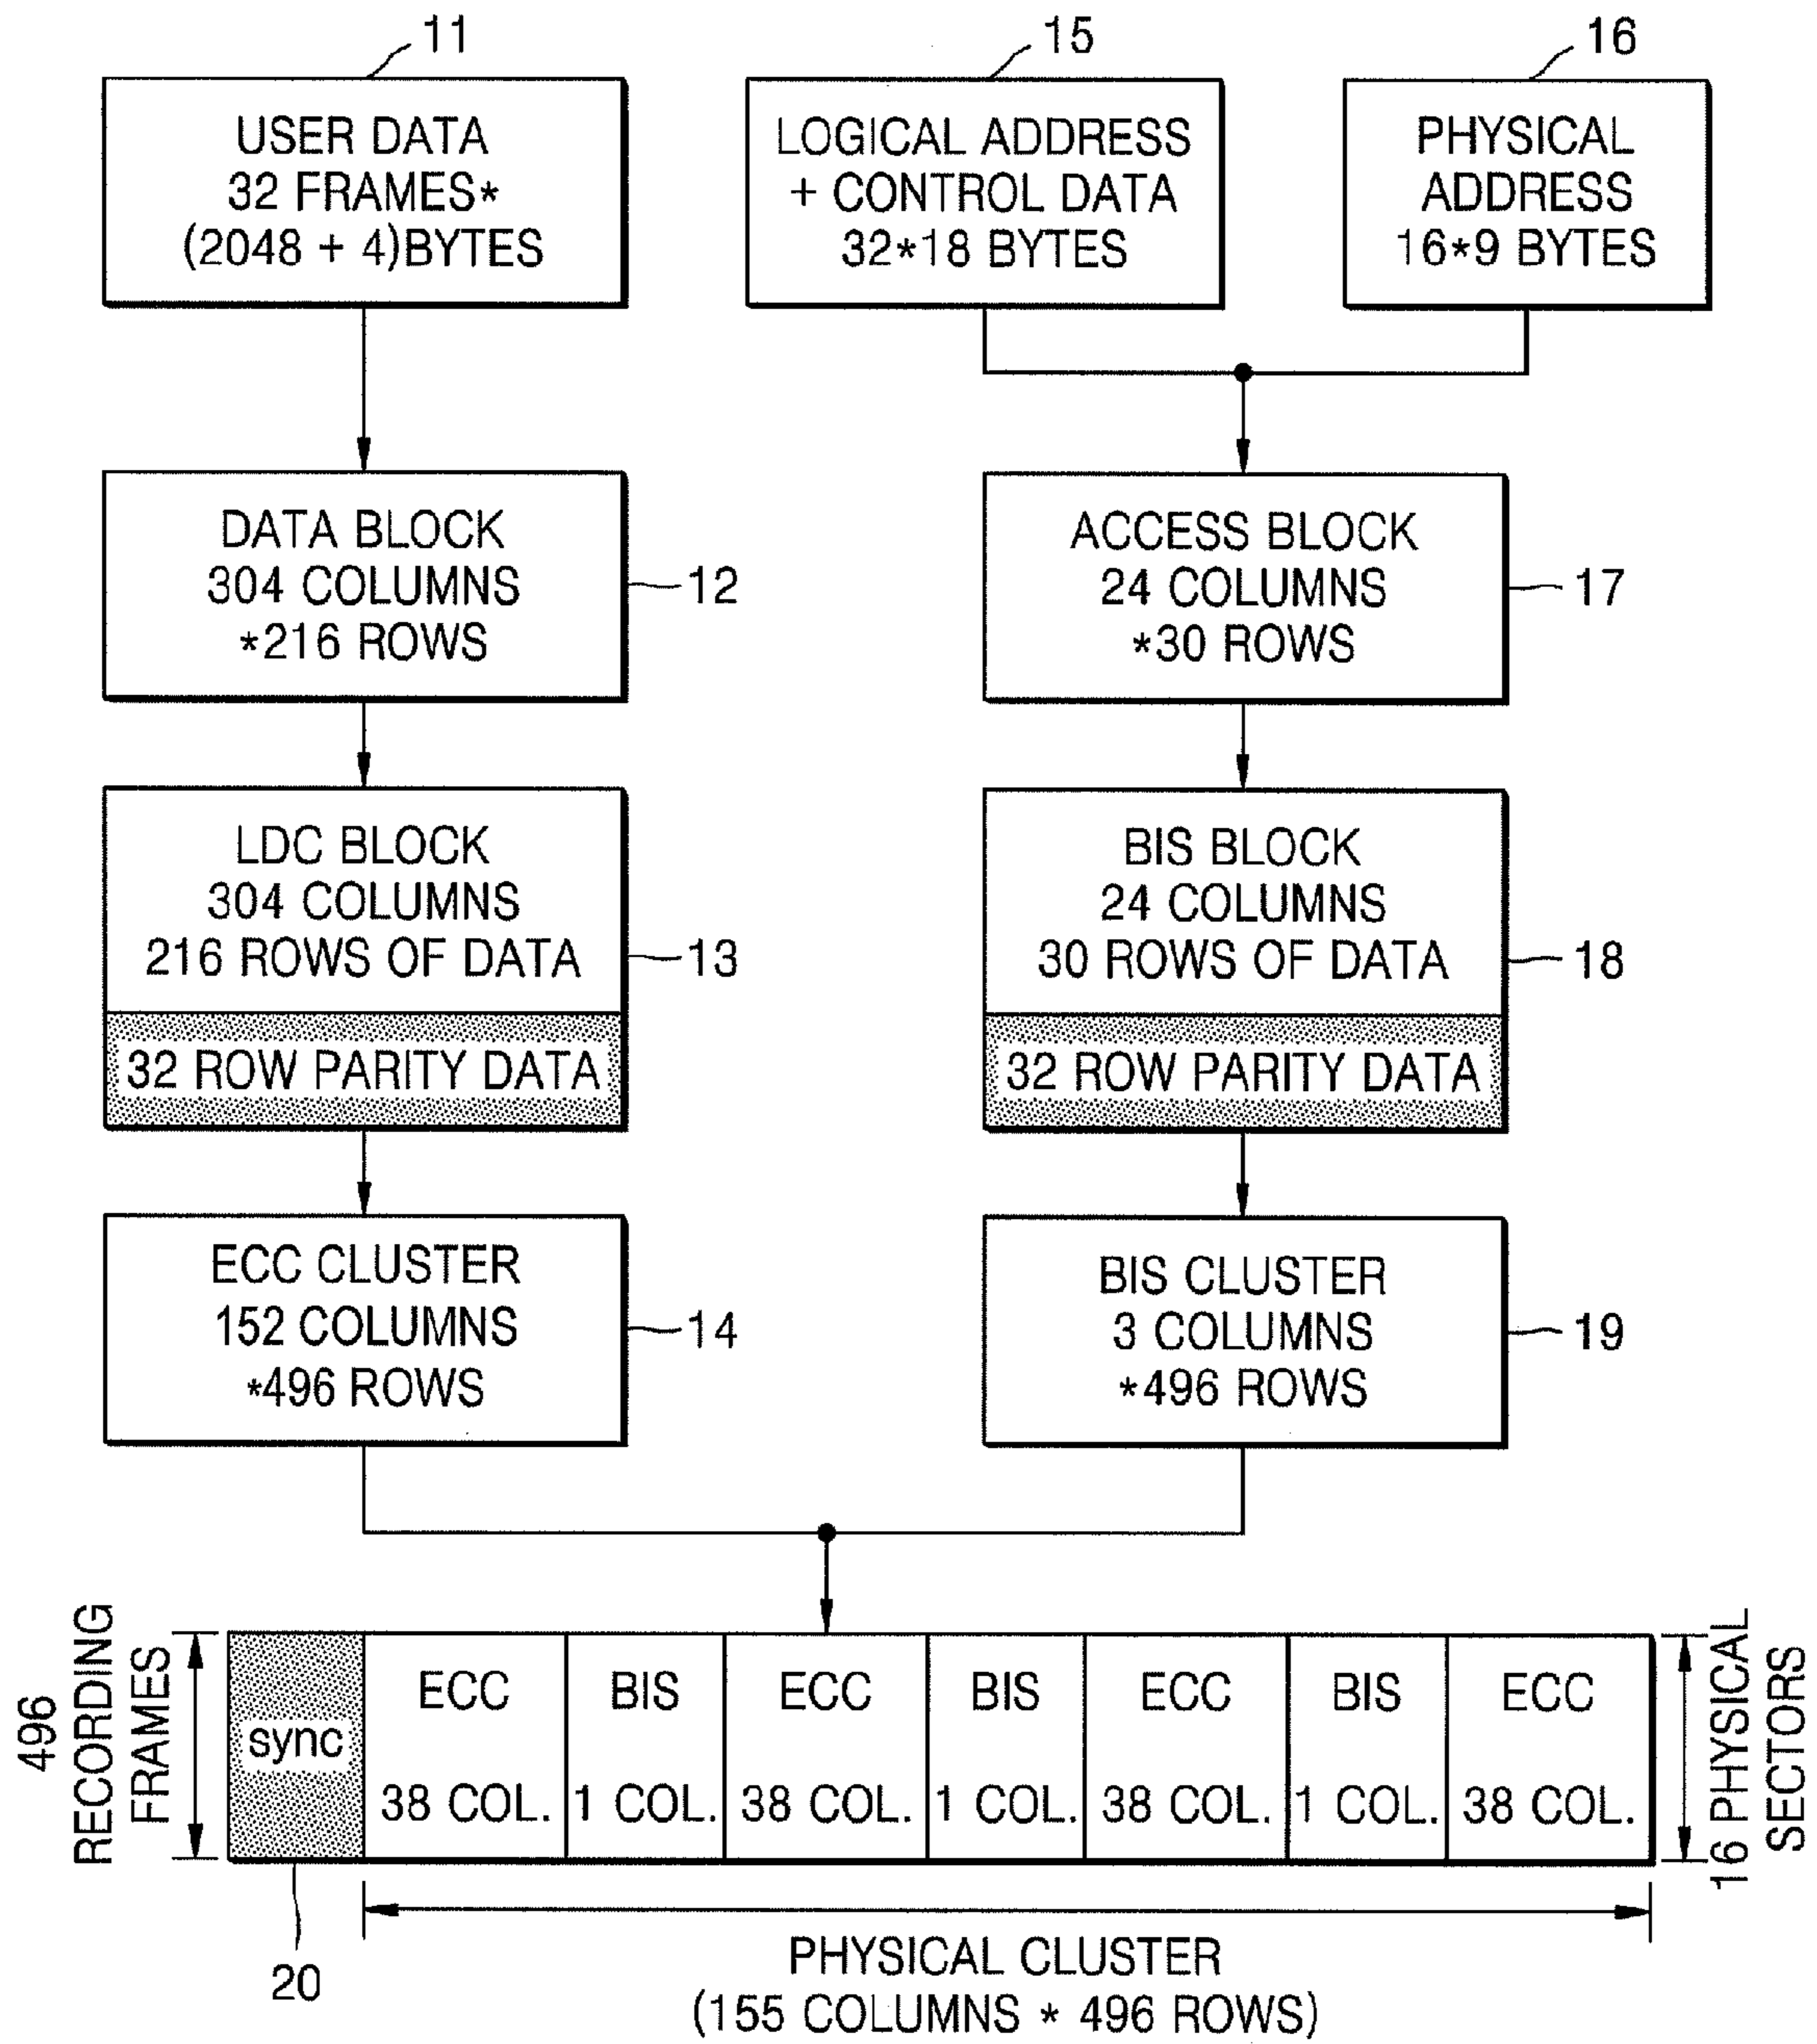 11
USER DATA
32 FRAMES*
(2048 + 4)BYTES
15
LOGICAL ADDRESS
+ CONTROL DATA
32*18 BYTES
16
PHYSICAL
ADDRESS
16*9 BYTES
DATA BLOCK
304 COLUMNS
*216 ROWS
12
ACCESS BLOCK
24 COLUMNS
*30 ROWS
17
LDC BLOCK
304 COLUMNS
216 ROWS OF DATA
32 ROW PARITY DATA
13
BIS BLOCK
24 COLUMNS
30 ROWS OF DATA
32 ROW PARITY DATA
18
ECC CLUSTER
152 COLUMNS
*496 ROWS
14
BIS CLUSTER
3 COLUMNS
*496 ROWS
19
496
RECORDING
FRAMES
sync
ECC
38 COL.
BIS
1 COL.
ECC
38 COL.
BIS
1 COL.
ECC
38 COL.
BIS
1 COL.
ECC
38 COL.
16 PHYSICAL
SECTORS
20
PHYSICAL CLUSTER
(155 COLUMNS * 496 ROWS)